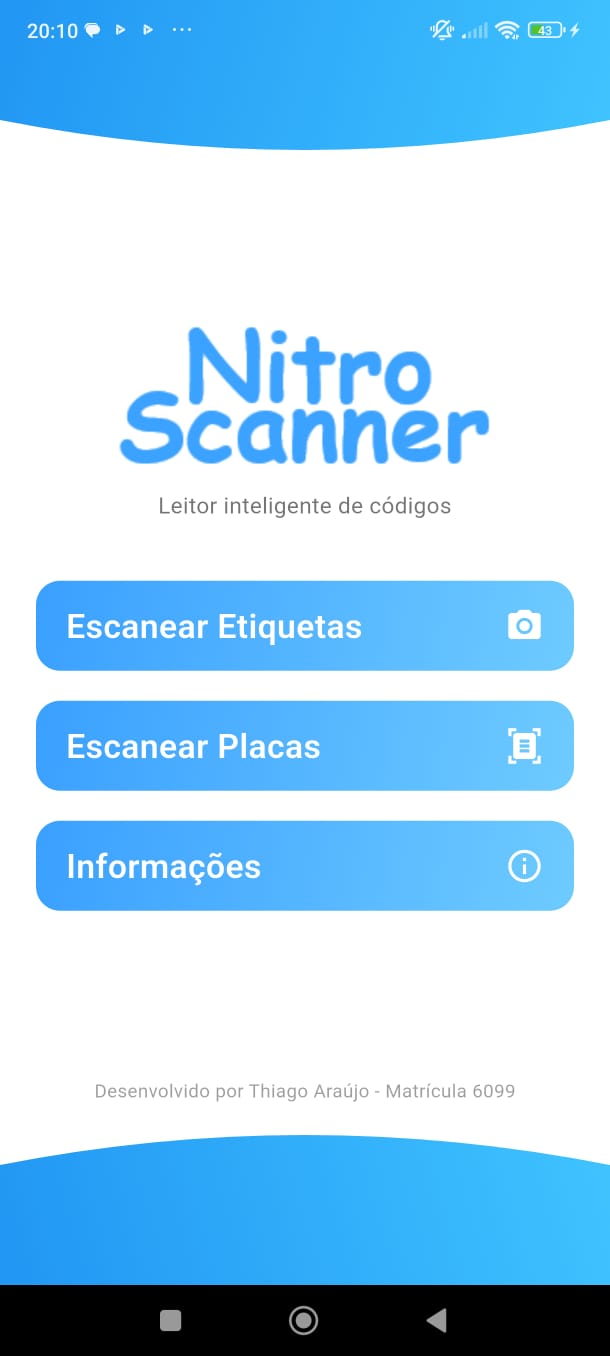 20:10
43
Nitro
Scanner
Leitor inteligente de códigos
Escanear Etiquetas
Escanear Placas
Informações
Desenvolvido por Thiago Araújo - Matrícula 6099